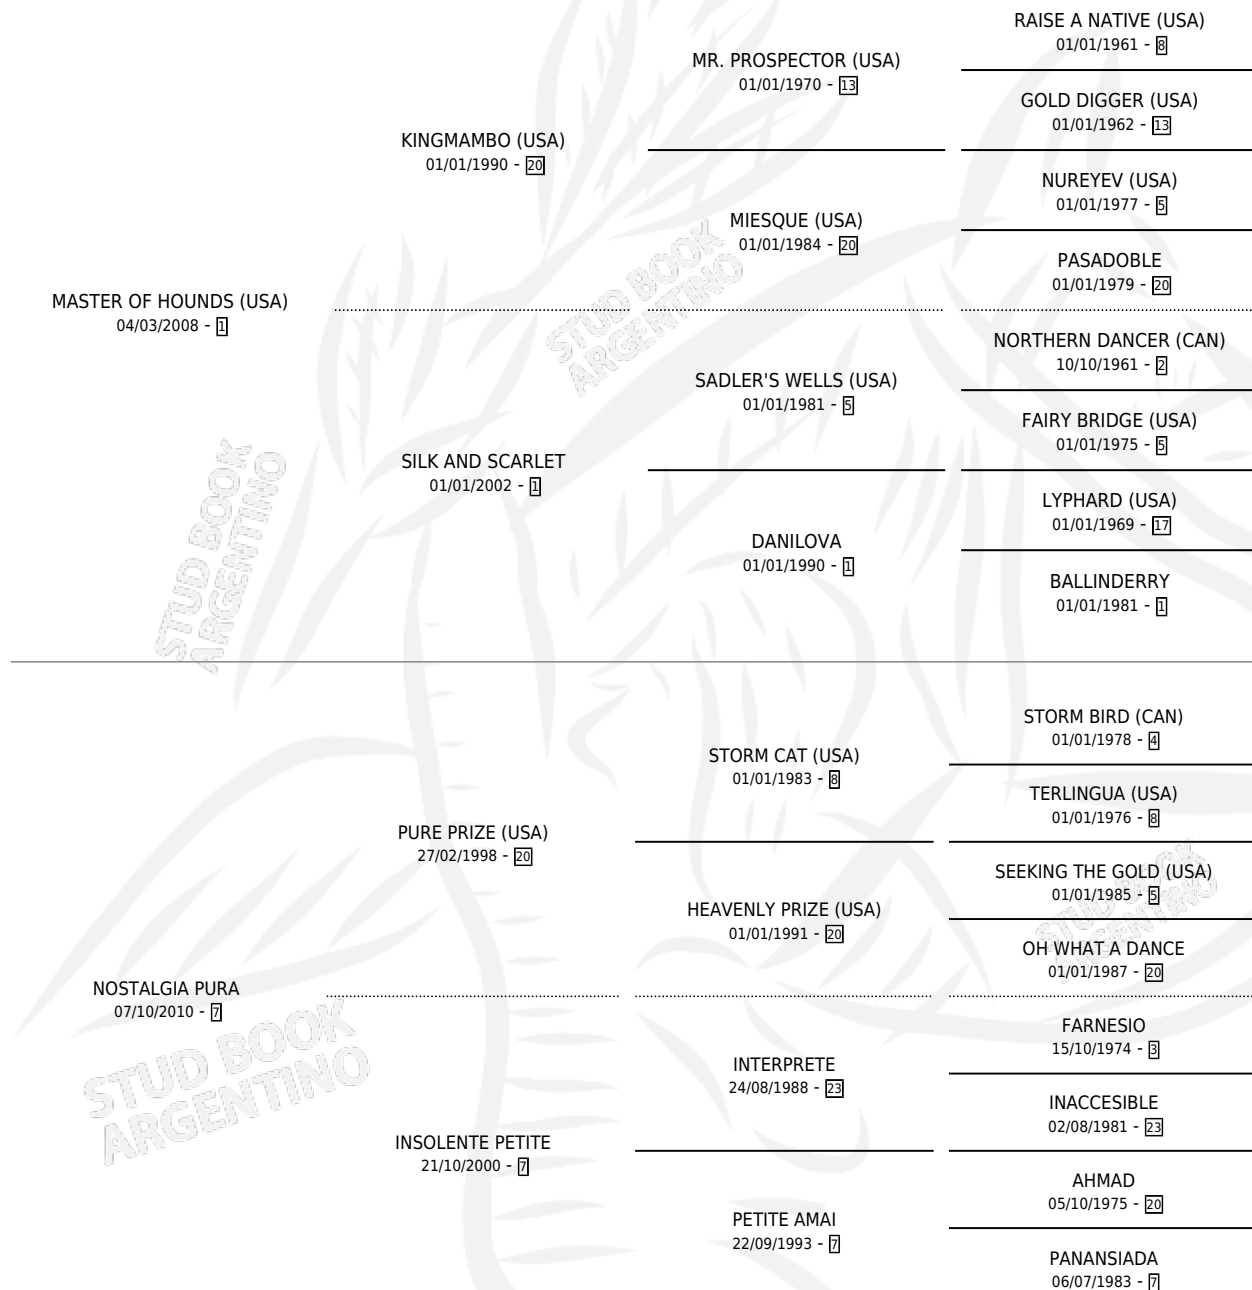 RAISE A NATIVE (USA)
01/01/1961 - 8
MR. PROSPECTOR (USA)
01/01/1970 - 13
GOLD DIGGER (USA)
01/01/1962 - 13
KINGMAMBO (USA)
01/01/1990 - 20
NUREYEV (USA)
01/01/1977 - 5
MIESQUE (USA)
01/01/1984 - 20
PASADOBLE
01/01/1979 - 20
MASTER OF HOUNDS (USA)
04/03/2008 - 1
NORTHERN DANCER (CAN)
10/10/1961 - 2
SADLER'S WELLS (USA)
01/01/1981 - 5
FAIRY BRIDGE (USA)
01/01/1975 - 5
SILK AND SCARLET
01/01/2002 - 1
LYPHARD (USA)
01/01/1969 - 17
DANILOVA
01/01/1990 - 1
BALLINDERRY
01/01/1981 - 1
STORM BIRD (CAN)
01/01/1978 - 4
STORM CAT (USA)
01/01/1983 - 8
TERLINGUA (USA)
01/01/1976 - 8
PURE PRIZE (USA)
27/02/1998 - 20
SEEKING THE GOLD (USA)
01/01/1985 - 5
HEAVENLY PRIZE (USA)
01/01/1991 - 20
OH WHAT A DANCE
01/01/1987 - 20
NOSTALGIA PURA
07/10/2010 - 7
FARNESIO
15/10/1974 - 3
INTERPRETE
24/08/1988 - 23
INACCESIBLE
02/08/1981 - 23
INSOLENTE PETITE
21/10/2000 - 7
AHMAD
05/10/1975 - 20
PETITE AMAI
22/09/1993 - 7
PANANSIADA
06/07/1983 - 7
STUD BOOK
ARGENTINO
STUD BOOK
ARGENTINO
STUD BOOK
ARGENTINO
STUD BOOK
ARGENTINO